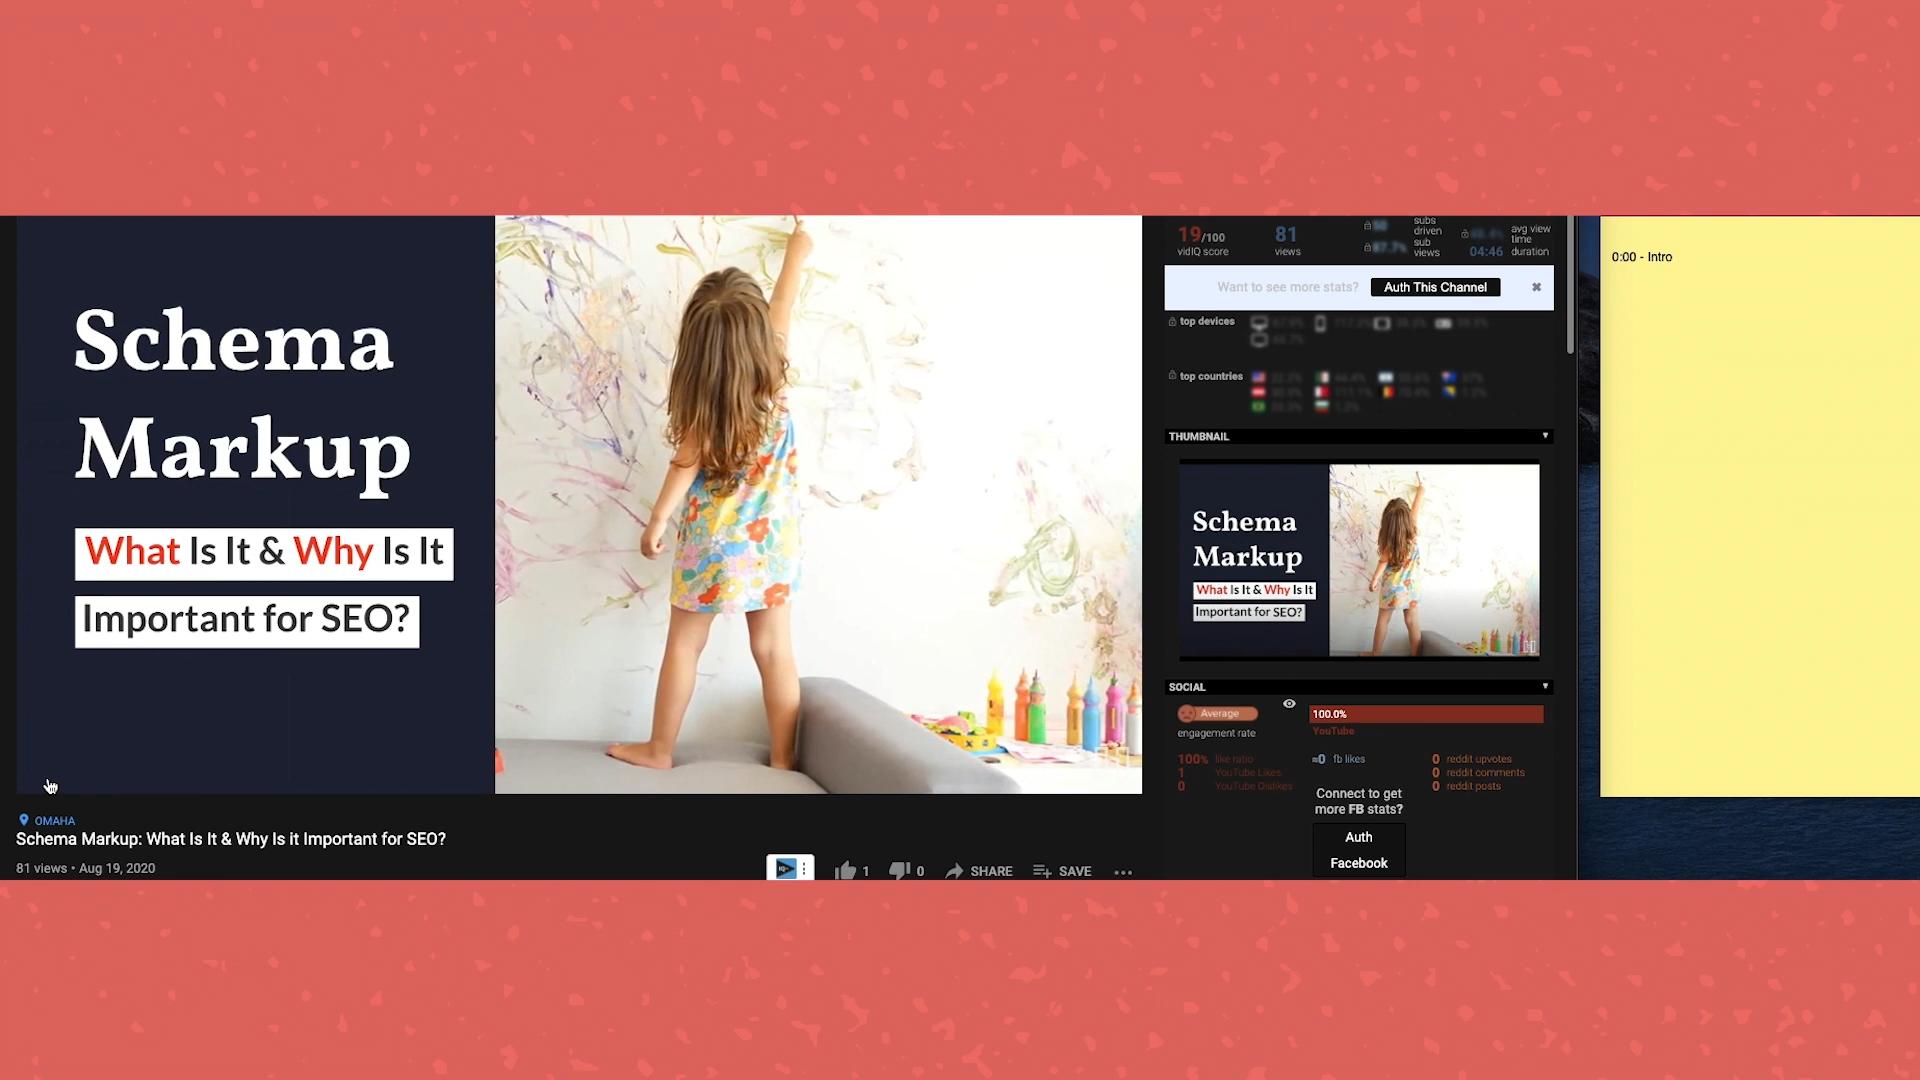 Schema
Markup
What Is It & Why Is It
Important for SEO?
OMAHA
Schema Markup: What Is It & Why Is it Important for SEO?
81 views • Aug 19, 2020
1
0
SHARE
SAVE
19/100
vidIQ score
81
views
subs
driven
sub
views
avg view
time
04:46
duration
Want to see more stats?
Auth This Channel
top devices
top countries
THUMBNAIL
Schema
Markup
What Is It & Why Is It
Important for SEO?
SOCIAL
Average
engagement rate
100.0%
YouTube
100% like ratio
1 YouTube Likes
0 YouTube Dislikes
≈0 fb likes
0 reddit upvotes
0 reddit comments
0 reddit posts
Connect to get
more FB stats?
Auth
Facebook
0:00 - Intro